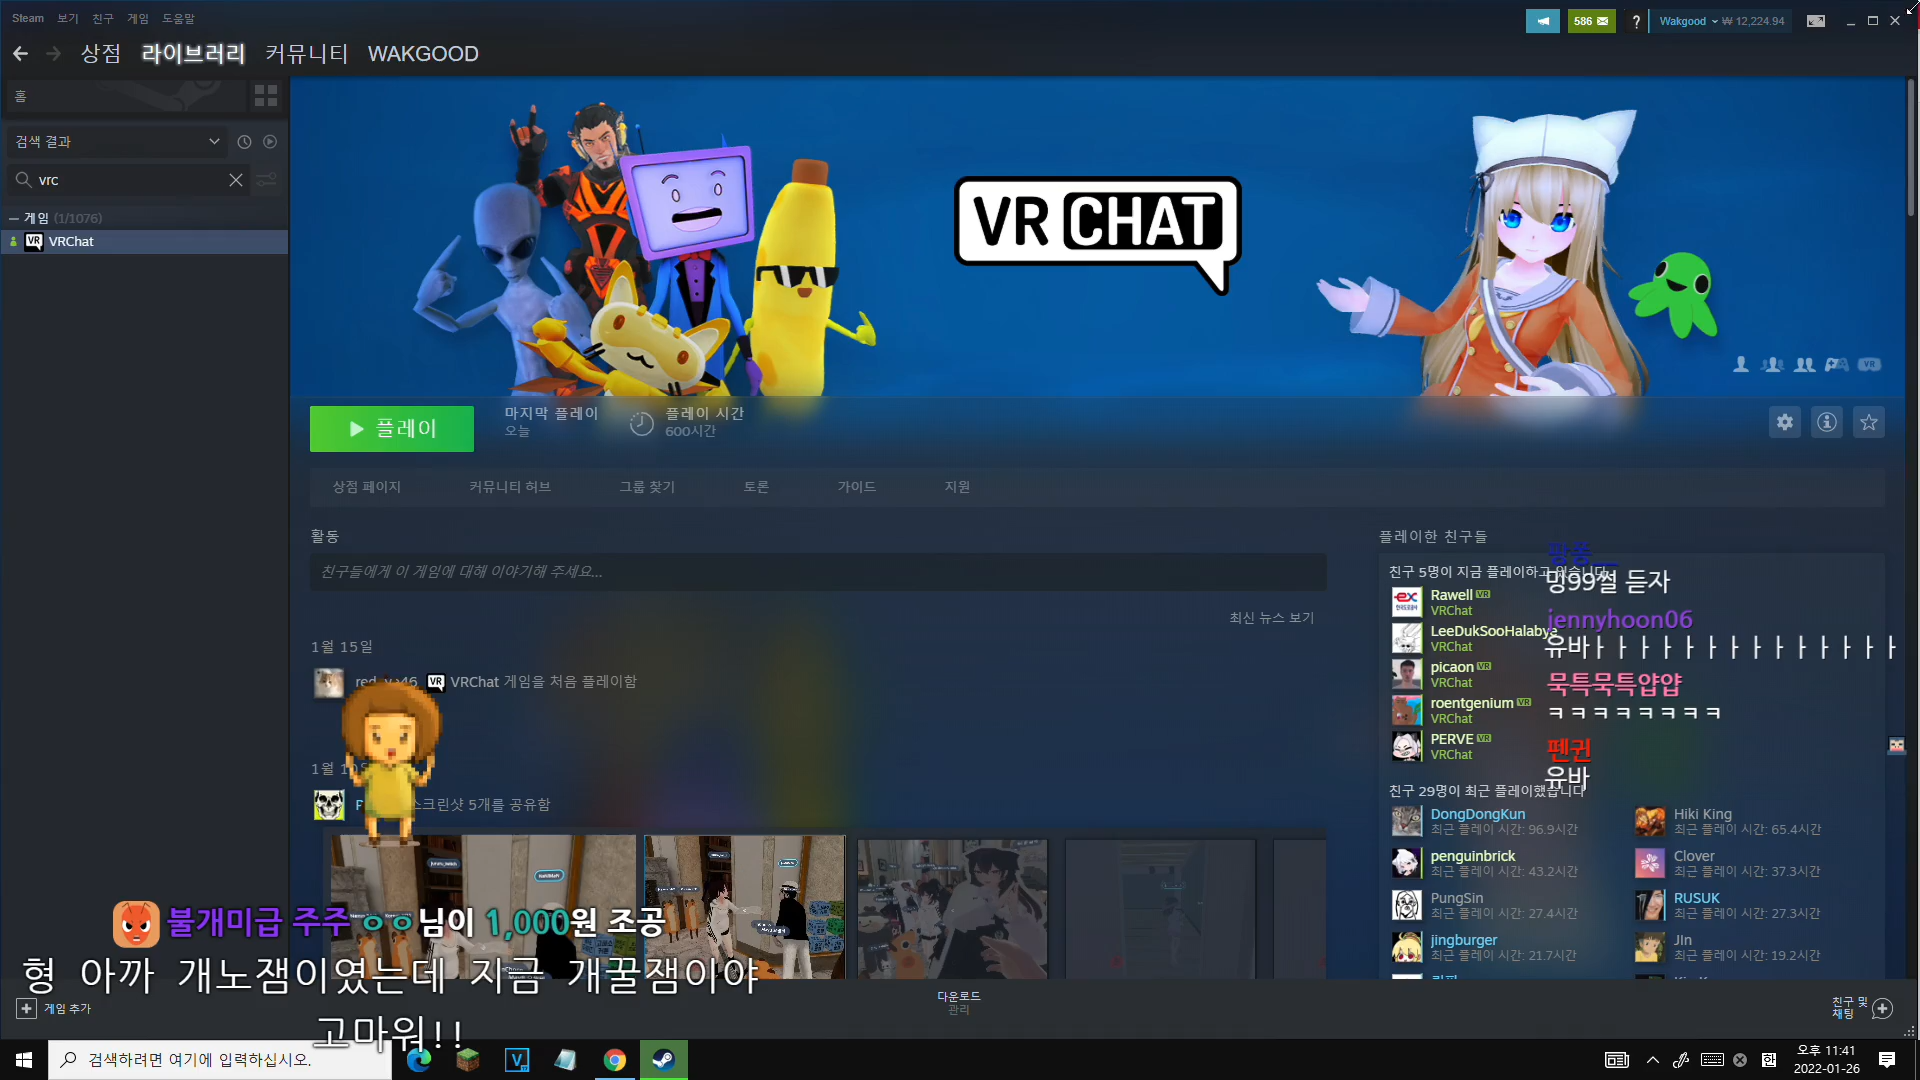 Steam 보기 친구 게임 도움말
586
?
Wakgood
₩ 12,224.94
상점 라이브러리 커뮤니티 WAKGOOD
홈
검색 결과
vrc
게임 (1/1076)
VRChat
VR CHAT
플레이
마지막 플레이
오늘
플레이 시간
600시간
상점 페이지 커뮤니티 허브 그룹 찾기 토론 가이드 지원
활동
친구들에게 이 게임에 대해 이야기해 주세요...
최신 뉴스 보기
1월 15일
VRChat 게임을 처음 플레이함
스크린샷 5개를 공유함
플레이한 친구들
친구 5명이 지금 플레이하고 있습니다
Rawell VR
VRChat
LeeDukSooHalabye
VRChat
picaon VR
VRChat
roentgenium VR
VRChat
PERVE VR
VRChat
밍99썰 듣자
jennyhoon06
유바ㅏㅏㅏㅏㅏㅏㅏㅏㅏㅏㅏㅏㅏㅏ
묵특묵특얍얍
ㅋㅋㅋㅋㅋㅋㅋㅋ
펜귄
유바
친구 29명이 최근 플레이했습니다
DongDongKun
최근 플레이 시간: 96.9시간
Hiki King
최근 플레이 시간: 65.4시간
penguinbrick
최근 플레이 시간: 43.2시간
Clover
최근 플레이 시간: 37.3시간
PungSin
최근 플레이 시간: 27.4시간
RUSUK
최근 플레이 시간: 27.3시간
jingburger
최근 플레이 시간: 21.7시간
JIn
최근 플레이 시간: 19.2시간
불개미급 주주 ㅇㅇ님이 1,000원 조공
형 아까 개노잼이였는데 지금 개꿀잼이야
고마워!!
게임 추가
다운로드
관리
친구 및
채팅
검색하려면 여기에 입력하십시오.
한
오후 11:41
2022-01-26